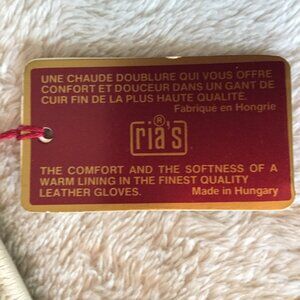 UNE CHAUDE DOUBLURE QUI VOUS OFFRE
CONFORT ET DOUCEUR DANS UN GANT DE
CUIR FIN DE LA PLUS HAUTE QUALITÉ.
Fabriqué en Hongrie
®
ria's
THE COMFORT AND THE SOFTNESS OF A
WARM LINING IN THE FINEST QUALITY
LEATHER GLOVES. Made in Hungary